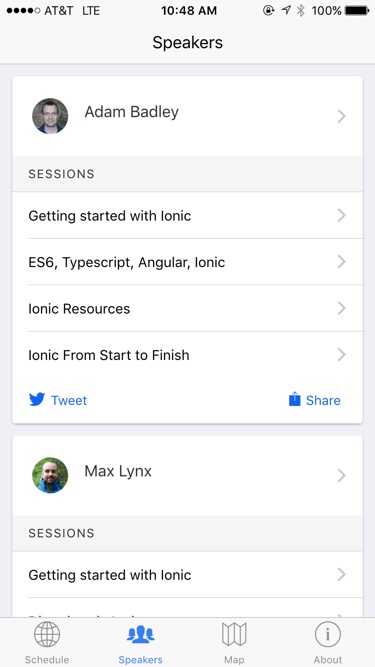 AT&T LTE 10:48 AM 100%
Speakers
Adam Badley
SESSIONS
Getting started with Ionic
ES6, Typescript, Angular, Ionic
Ionic Resources
Ionic From Start to Finish
Tweet Share
Max Lynx
SESSIONS
Getting started with Ionic
Schedule Speakers Map About